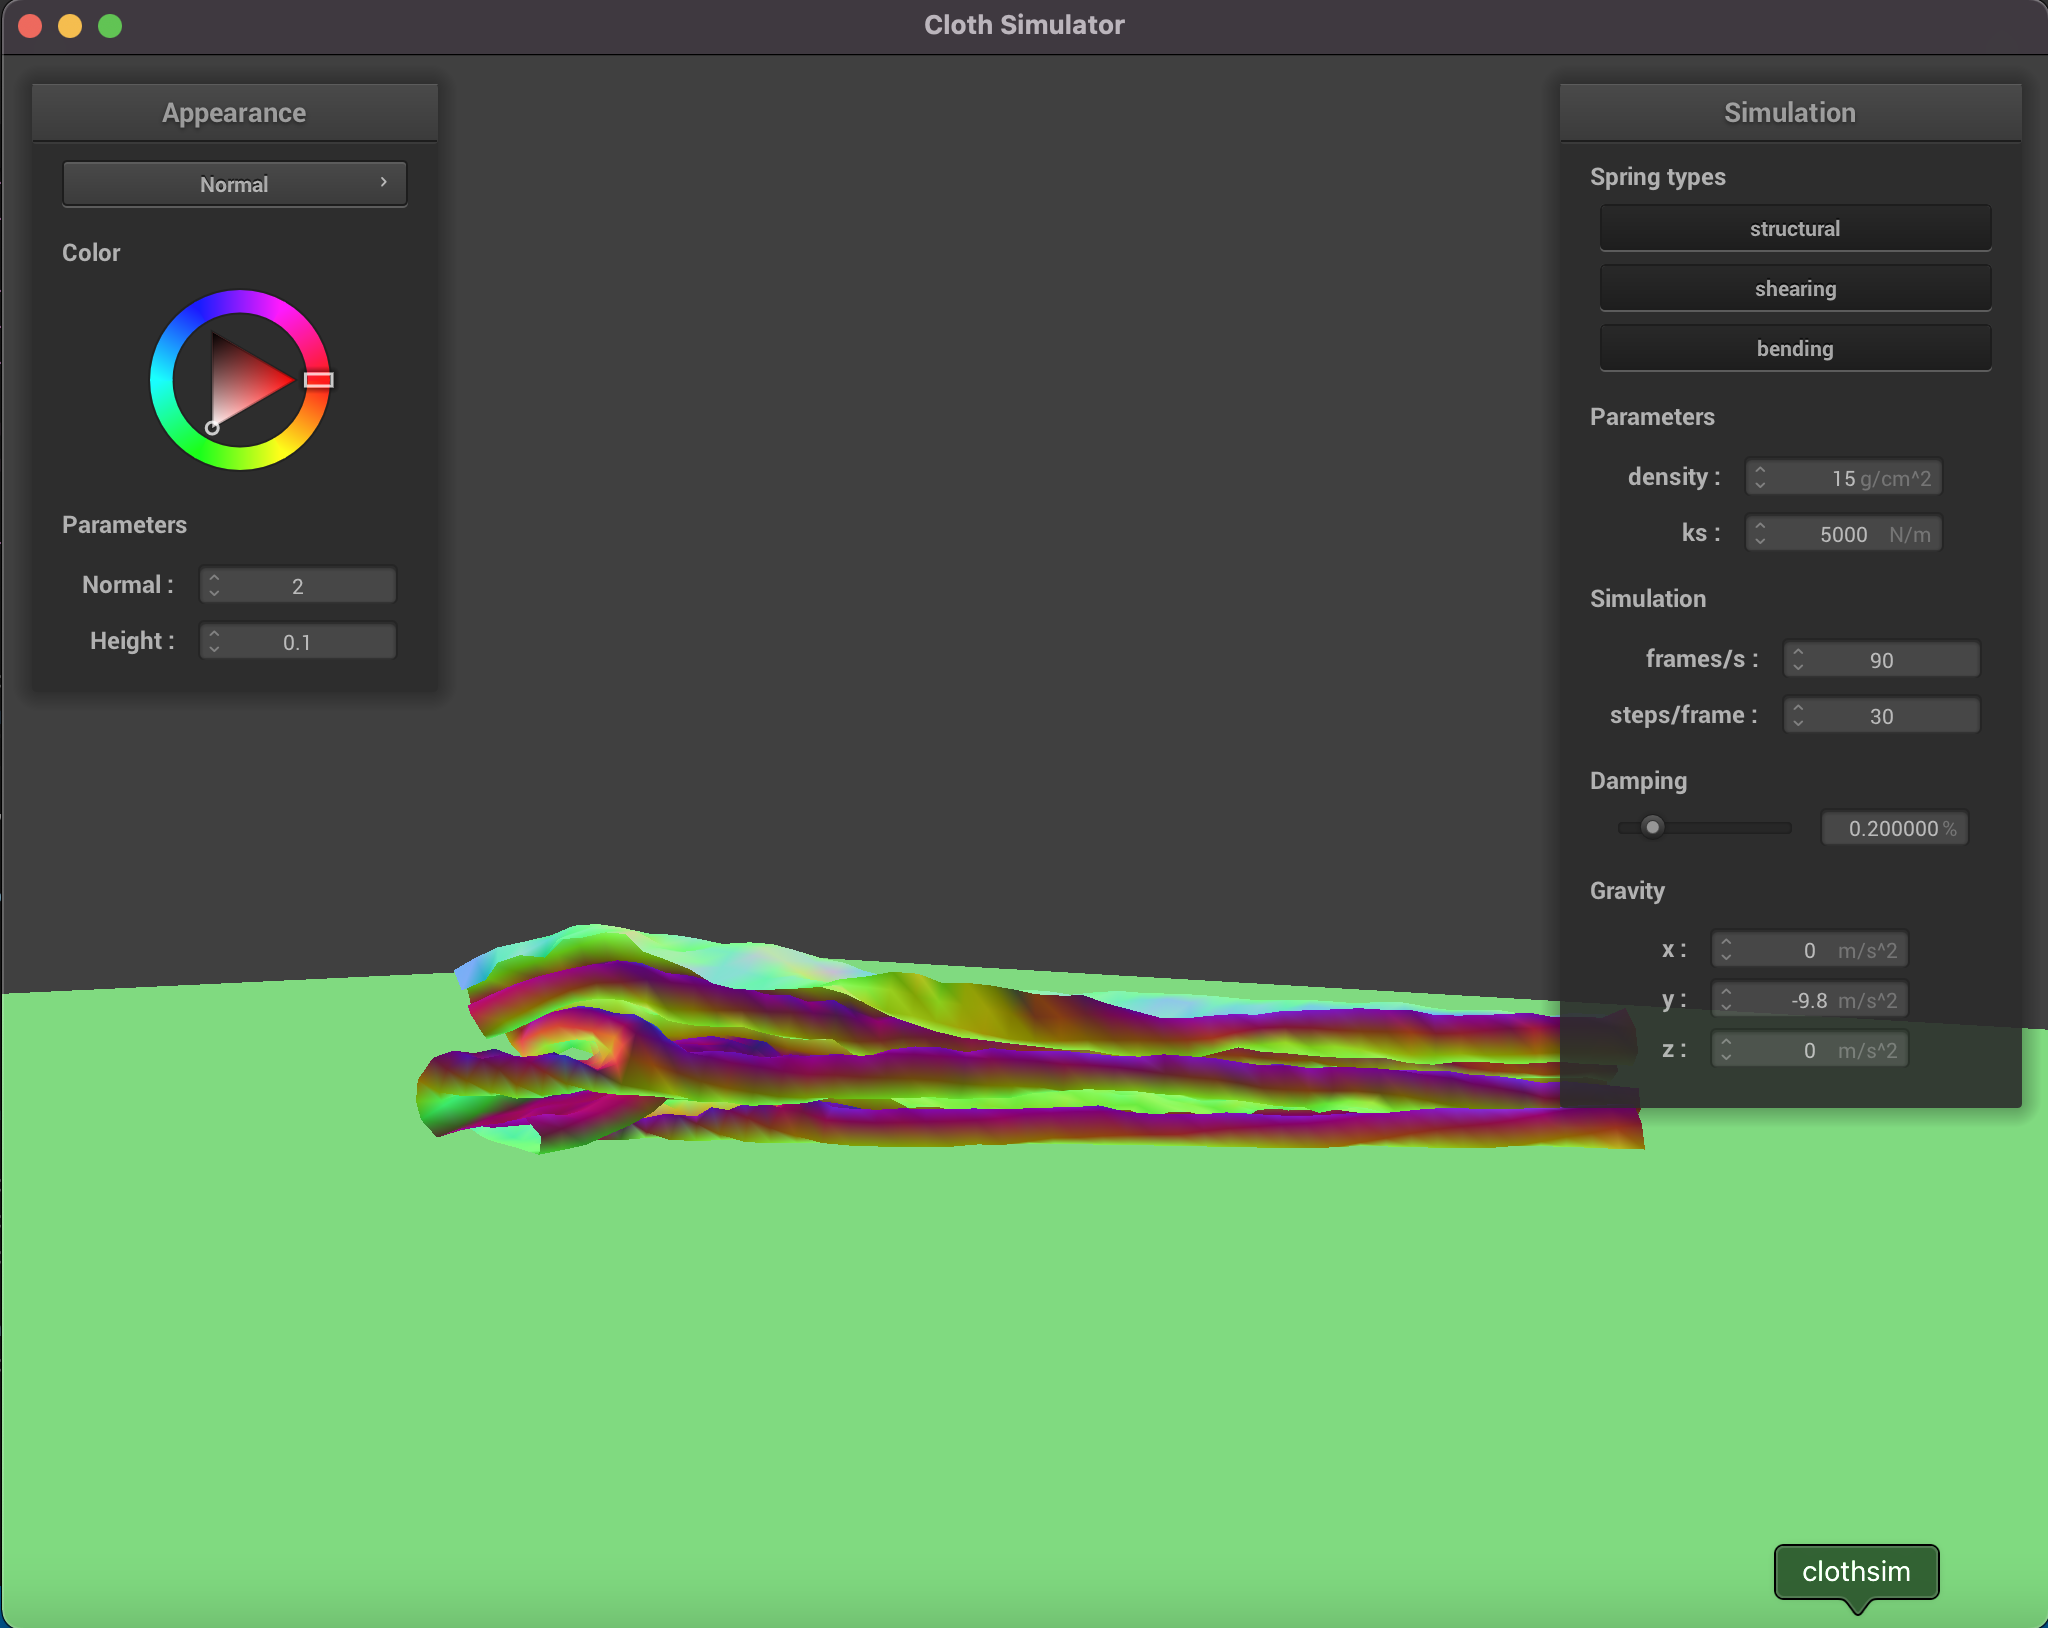 Cloth Simulator
Appearance
Normal
Color
Parameters
Normal : 2
Height : 0.1
Simulation
Spring types
structural
shearing
bending
Parameters
density : 15 g/cm^2
ks : 5000 N/m
Simulation
frames/s : 90
steps/frame : 30
Damping
0.200000 %
Gravity
x : 0 m/s^2
y : -9.8 m/s^2
z : 0 m/s^2
clothsim